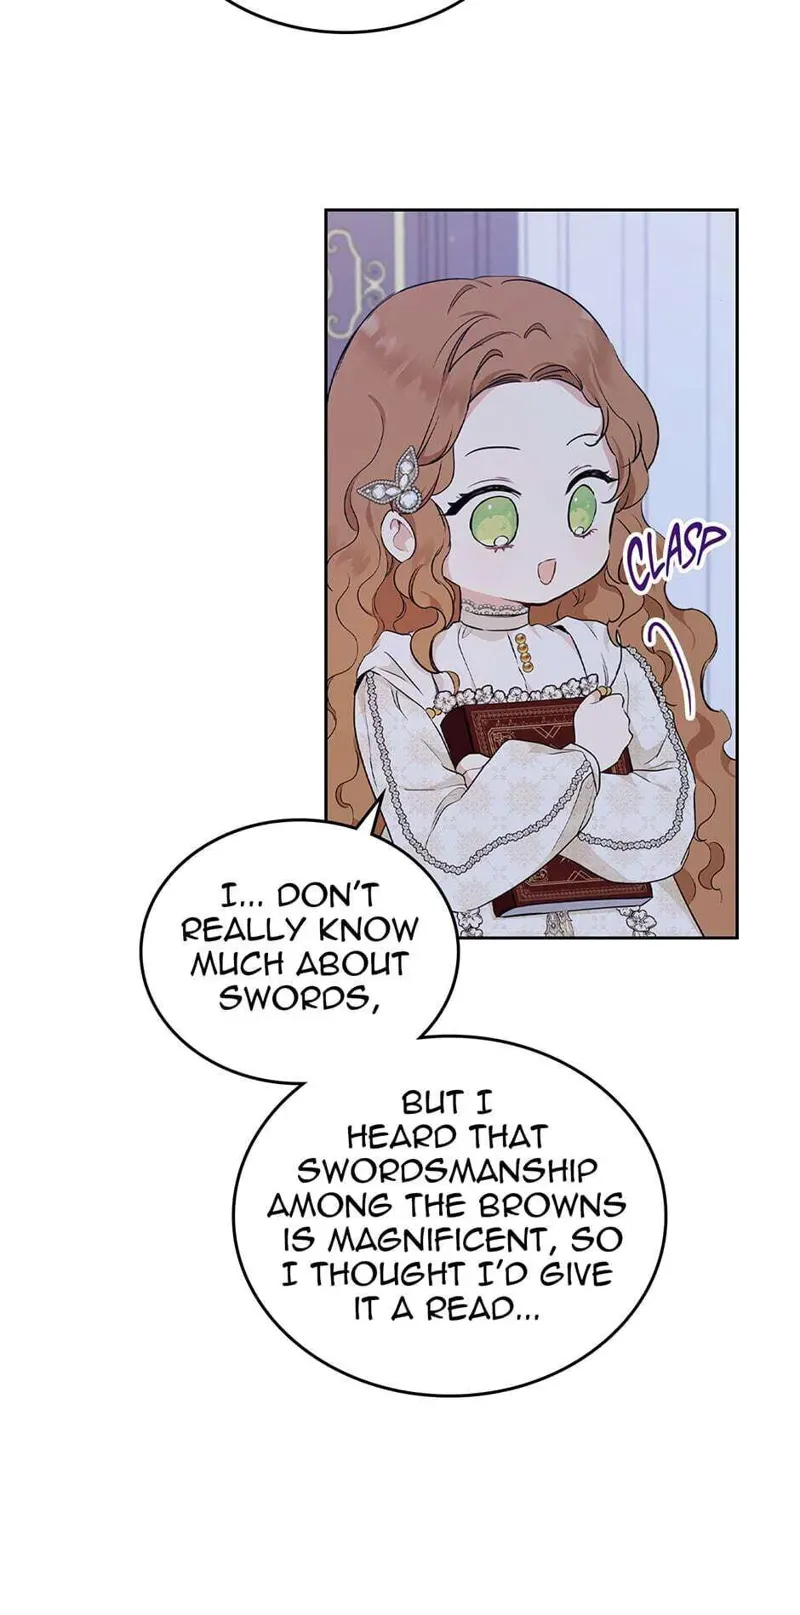 CLASP
I... DON'T
REALLY KNOW
MUCH ABOUT
SWORDS,
BUT I
HEARD THAT
SWORDSMANSHIP
AMONG THE BROWNS
IS MAGNIFICENT, SO
I THOUGHT I'D GIVE
IT A READ...